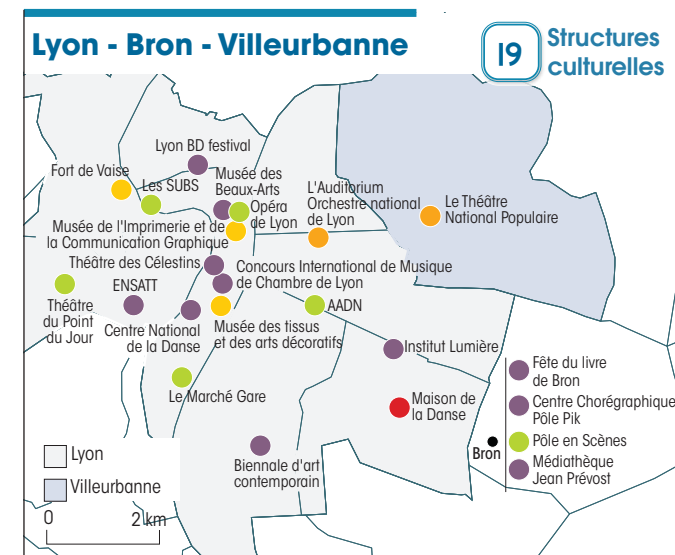 Lyon - Bron - Villeurbanne
19
Structures
culturelles
Lyon BD festival
Fort de Vaise
Les SUBS
Musée des
Beaux-Arts
Opéra
de Lyon
L'Auditorium
Orchestre national
de Lyon
Le Théâtre
National Populaire
Musée de l'Imprimerie et de
la Communication Graphique
Théâtre des Célestins
Concours International de Musique
de Chambre de Lyon
ENSATT
Théâtre
du Point
du Jour
Centre National
de la Danse
Musée des tissus
et des arts décoratifs
AADN
Institut Lumière
Le Marché Gare
Maison de
la Danse
Fête du livre
de Bron
Centre Chorégraphique
Pôle Pik
Bron
Pôle en Scènes
Médiathèque
Jean Prévost
Biennale d'art
contemporain
Lyon
Villeurbanne
0
2 km